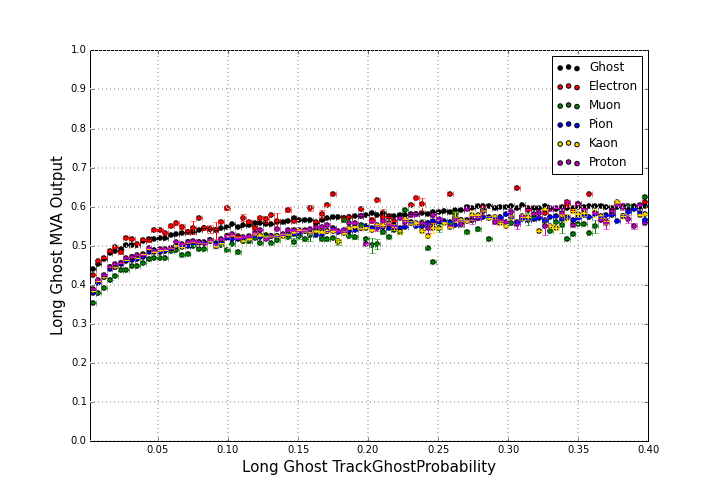 1.0
0.9
0.8
0.7
0.6
0.5
0.4
0.3
0.2
0.1
0.0
Long Ghost MVA Output
Ghost
Electron
Muon
Pion
Kaon
Proton
0.05 0.10 0.15 0.20 0.25 0.30 0.35 0.40
Long Ghost TrackGhostProbability